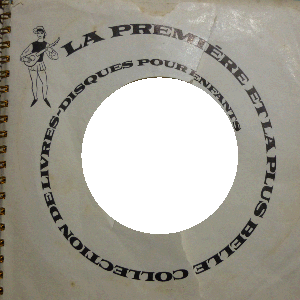 LA PREMIÈRE ET LA PLUS BELLE COLLECTION DE LIVRES-DISQUES POUR ENFANTS